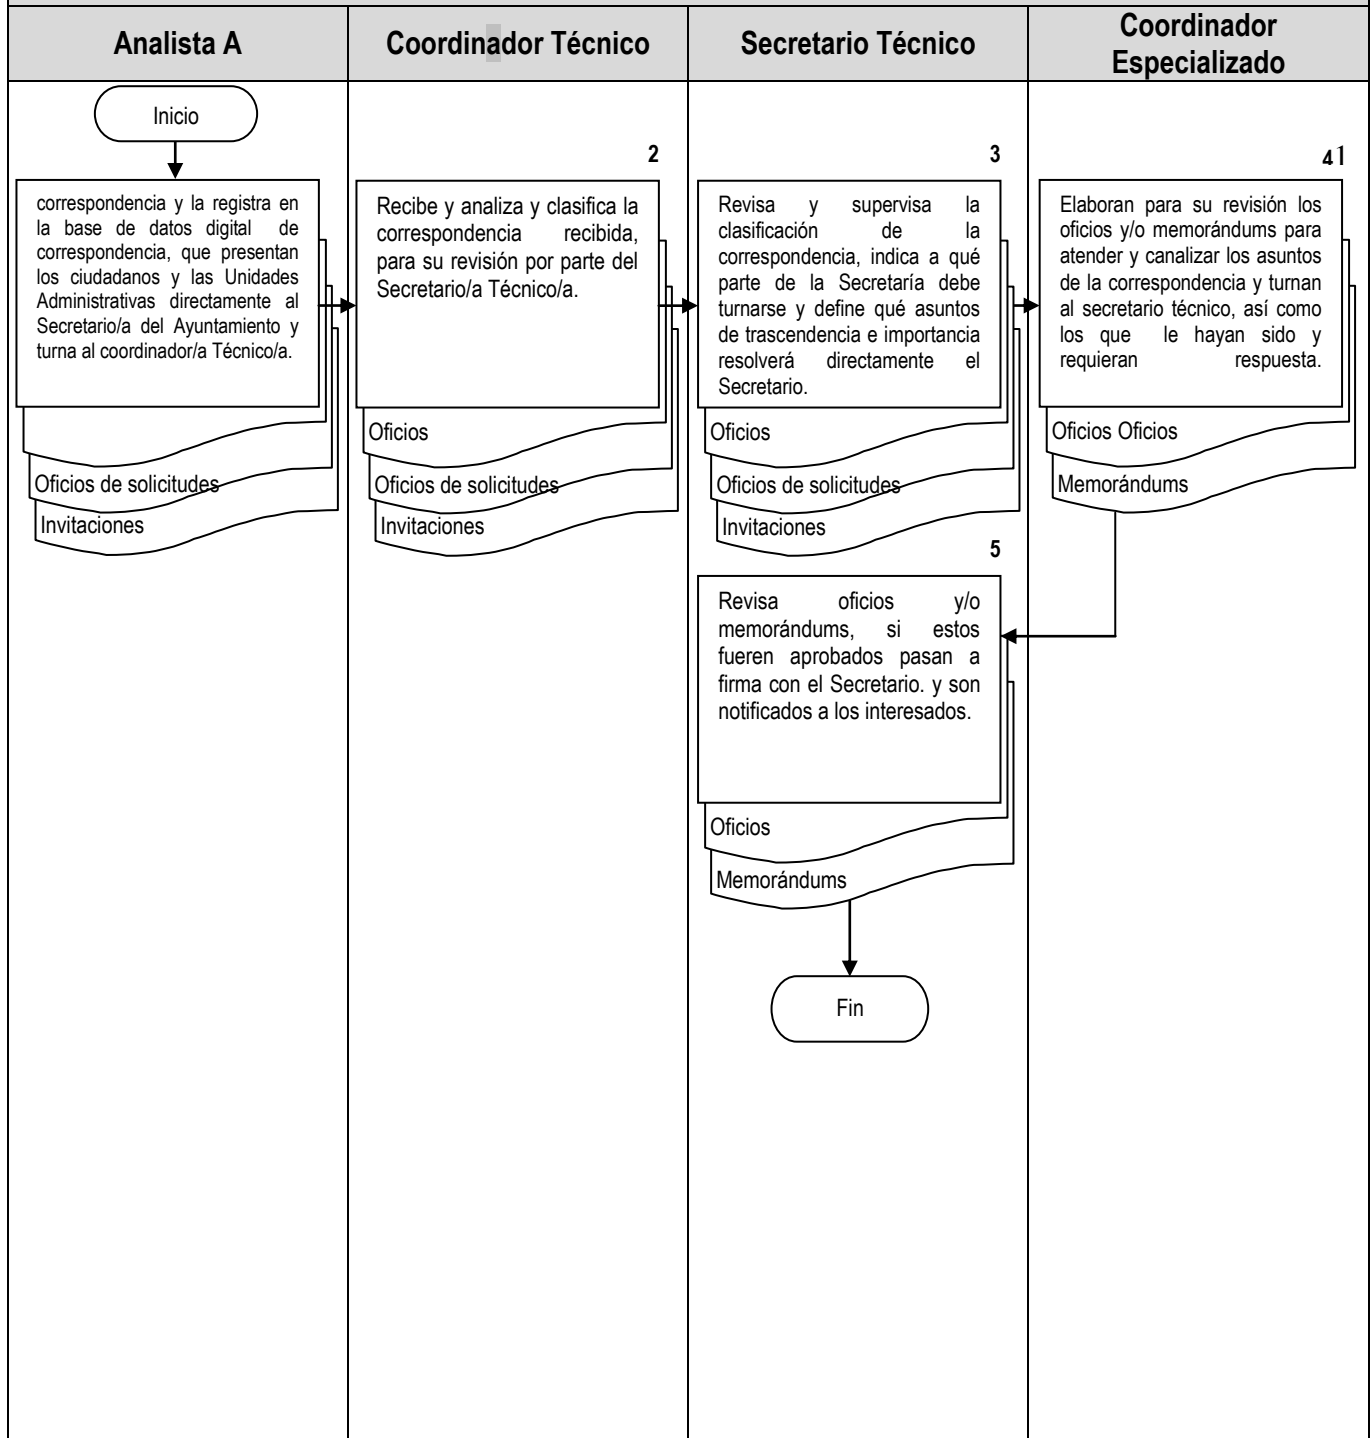 Analista A
Coordinador Técnico
Secretario Técnico
Coordinador
Especializado
Inicio
correspondencia y la registra en
la base de datos digital de
correspondencia, que presentan
los ciudadanos y las Unidades
Administrativas directamente al
Secretario/a del Ayuntamiento y
turna al coordinador/a Técnico/a.
Oficios de solicitudes
Invitaciones
2
Recibe y analiza y clasifica la
correspondencia recibida,
para su revisión por parte del
Secretario/a Técnico/a.
Oficios
Oficios de solicitudes
Invitaciones
3
Revisa y supervisa la
clasificación de la
correspondencia, indica a qué
parte de la Secretaría debe
turnarse y define qué asuntos
de trascendencia e importancia
resolverá directamente el
Secretario.
Oficios
Oficios de solicitudes
Invitaciones
41
Elaboran para su revisión los
oficios y/o memorándums para
atender y canalizar los asuntos
de la correspondencia y turnan
al secretario técnico, así como
los que le hayan sido y
requieran respuesta.
Oficios Oficios
Memorándums
5
Revisa oficios y/o
memorándums, si estos
fueren aprobados pasan a
firma con el Secretario. y son
notificados a los interesados.
Oficios
Memorándums
Fin